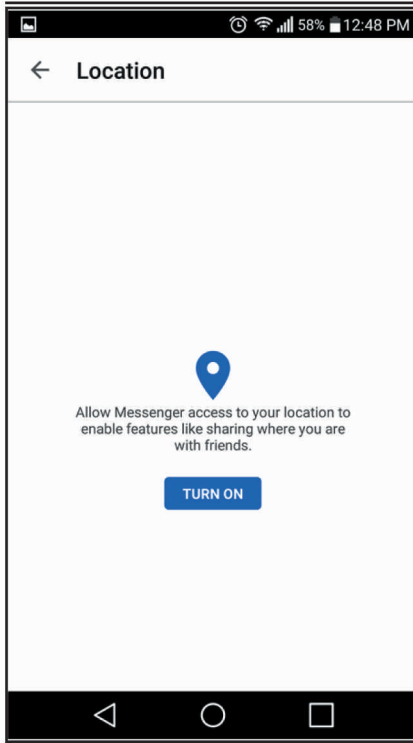 58% 12:48 PM
Location
Allow Messenger access to your location to
enable features like sharing where you are
with friends.
TURN ON